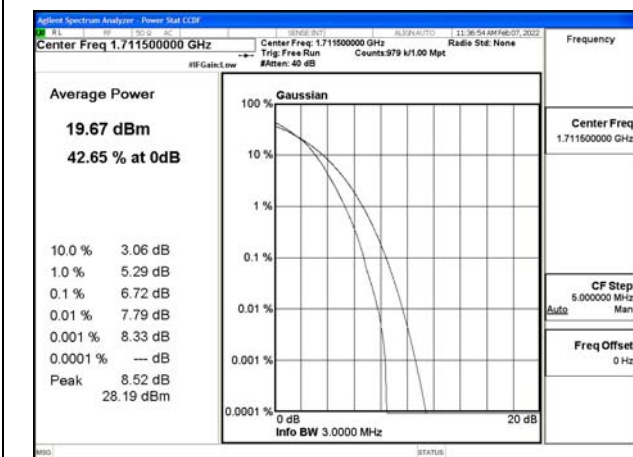 Agilent Spectrum Analyzer - Power Stat CCDF
RL RF 50 Ω AC SENSE:INT ALIGNAUTO 11:36:54 AM Feb 07, 2022
Center Freq 1.711500000 GHz
Center Freq: 1.711500000 GHz Radio Std: None
Trig: Free Run Counts:979 k/1.00 Mpt
#IFGain:Low #Atten: 40 dB
Frequency
Average Power
19.67 dBm
42.65 % at 0dB
10.0 % 3.06 dB
1.0 % 5.29 dB
0.1 % 6.72 dB
0.01 % 7.79 dB
0.001 % 8.33 dB
0.0001 % --- dB
Peak 8.52 dB
28.19 dBm
Gaussian
100 %
10 %
1 %
0.1 %
0.01 %
0.001 %
0.0001 %
0 dB 20 dB
Info BW 3.0000 MHz
Center Freq
1.711500000 GHz
CF Step
5.000000 MHz
Auto Man
Freq Offset
0 Hz
MSG STATUS